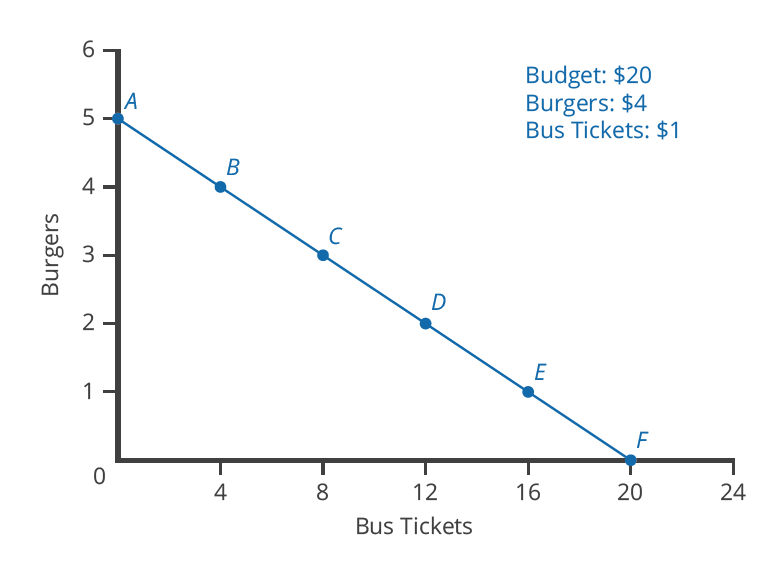 6
Budget: $20
Burgers: $4
Bus Tickets: $1
A
5
B
4
C
3
D
2
E
1
F
0
Burgers
4 8 12 16 20 24
Bus Tickets